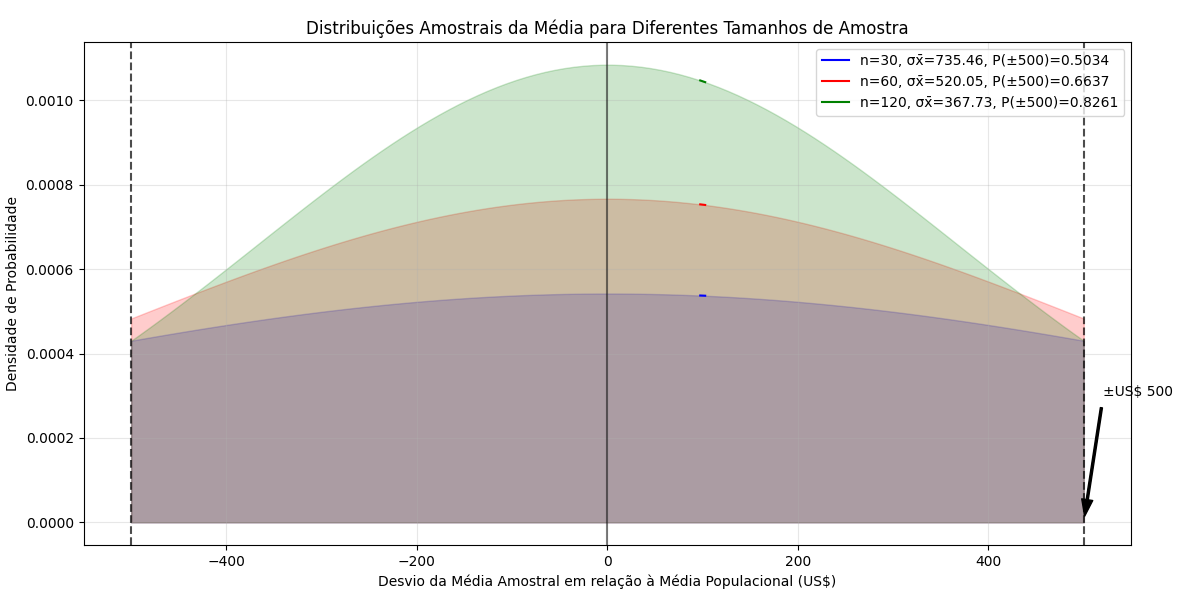 Distribuições Amostrais da Média para Diferentes Tamanhos de Amostra
n=30, σx̄=735.46, P(±500)=0.5034
n=60, σx̄=520.05, P(±500)=0.6637
n=120, σx̄=367.73, P(±500)=0.8261
Densidade de Probabilidade
0.0010
0.0008
0.0006
0.0004
0.0002
0.0000
±US$ 500
−400
−200
0
200
400
Desvio da Média Amostral em relação à Média Populacional (US$)